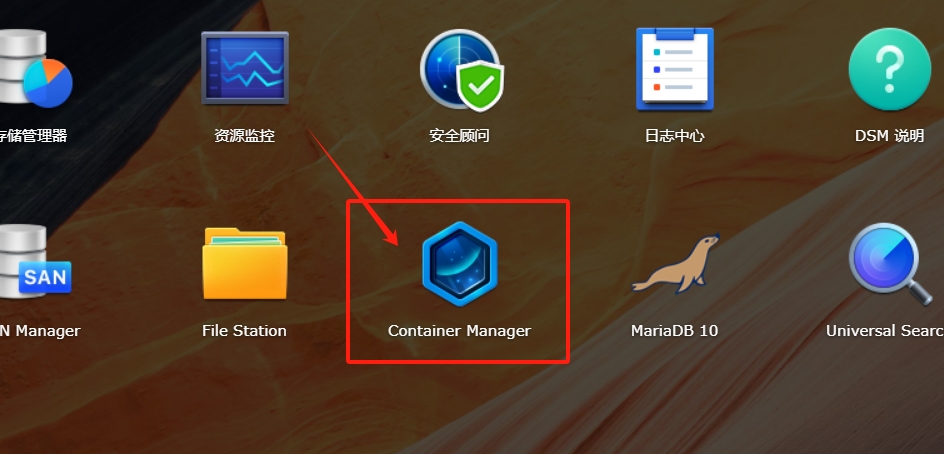 存储管理器
资源监控
安全顾问
日志中心
DSM 说明
SAN
N Manager
File Station
Container Manager
MariaDB 10
Universal Searc